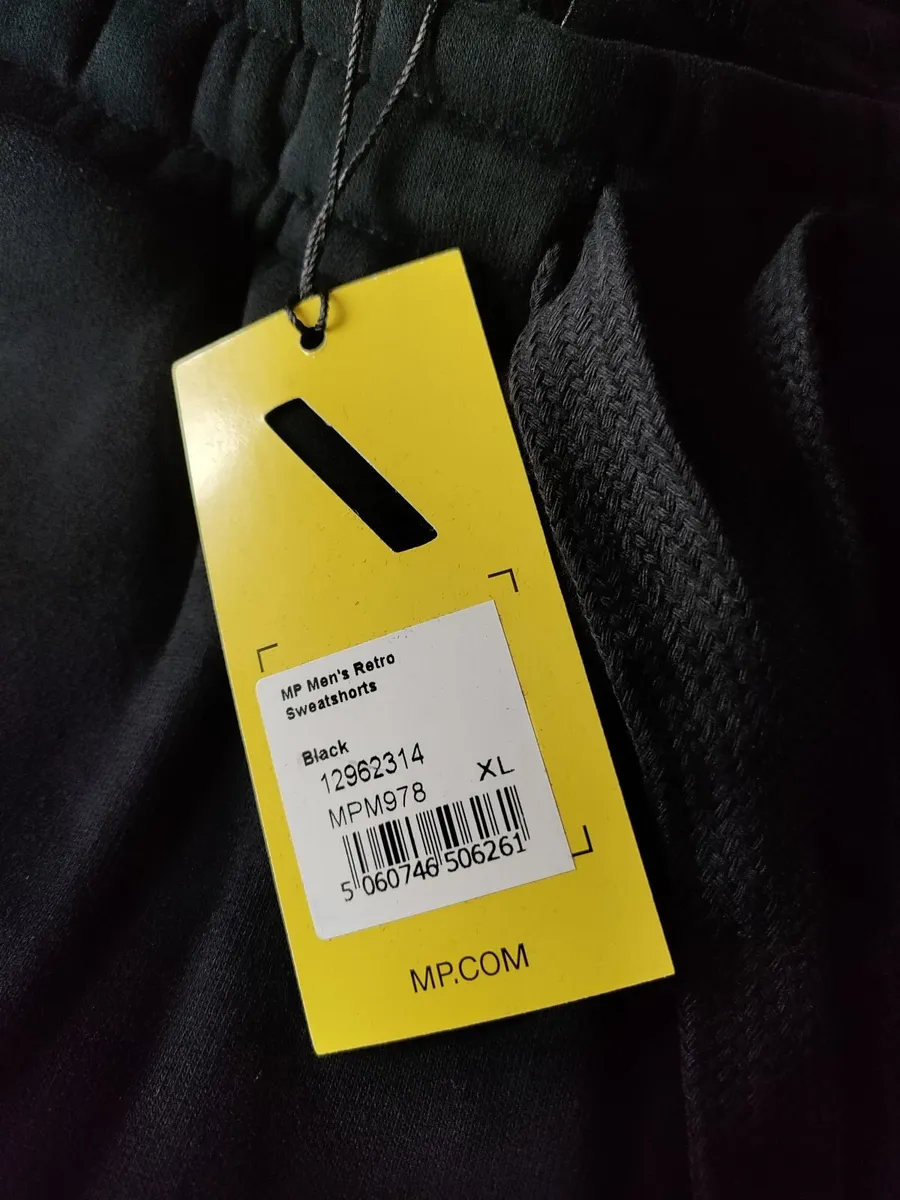 MP Men's Retro
Sweatshorts
Black
12962314
MPM978 XL
5 060746 506261
MP.COM